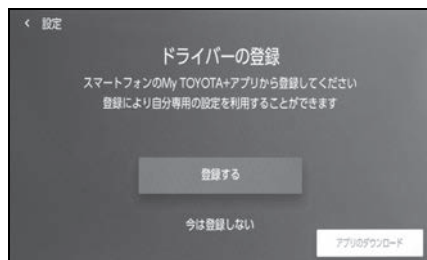 < 設定
ドライバーの登録
スマートフォンのMy TOYOTA+アプリから登録してください
登録により自分専用の設定を利用することができます
登録する
今は登録しない
アプリのダウンロード